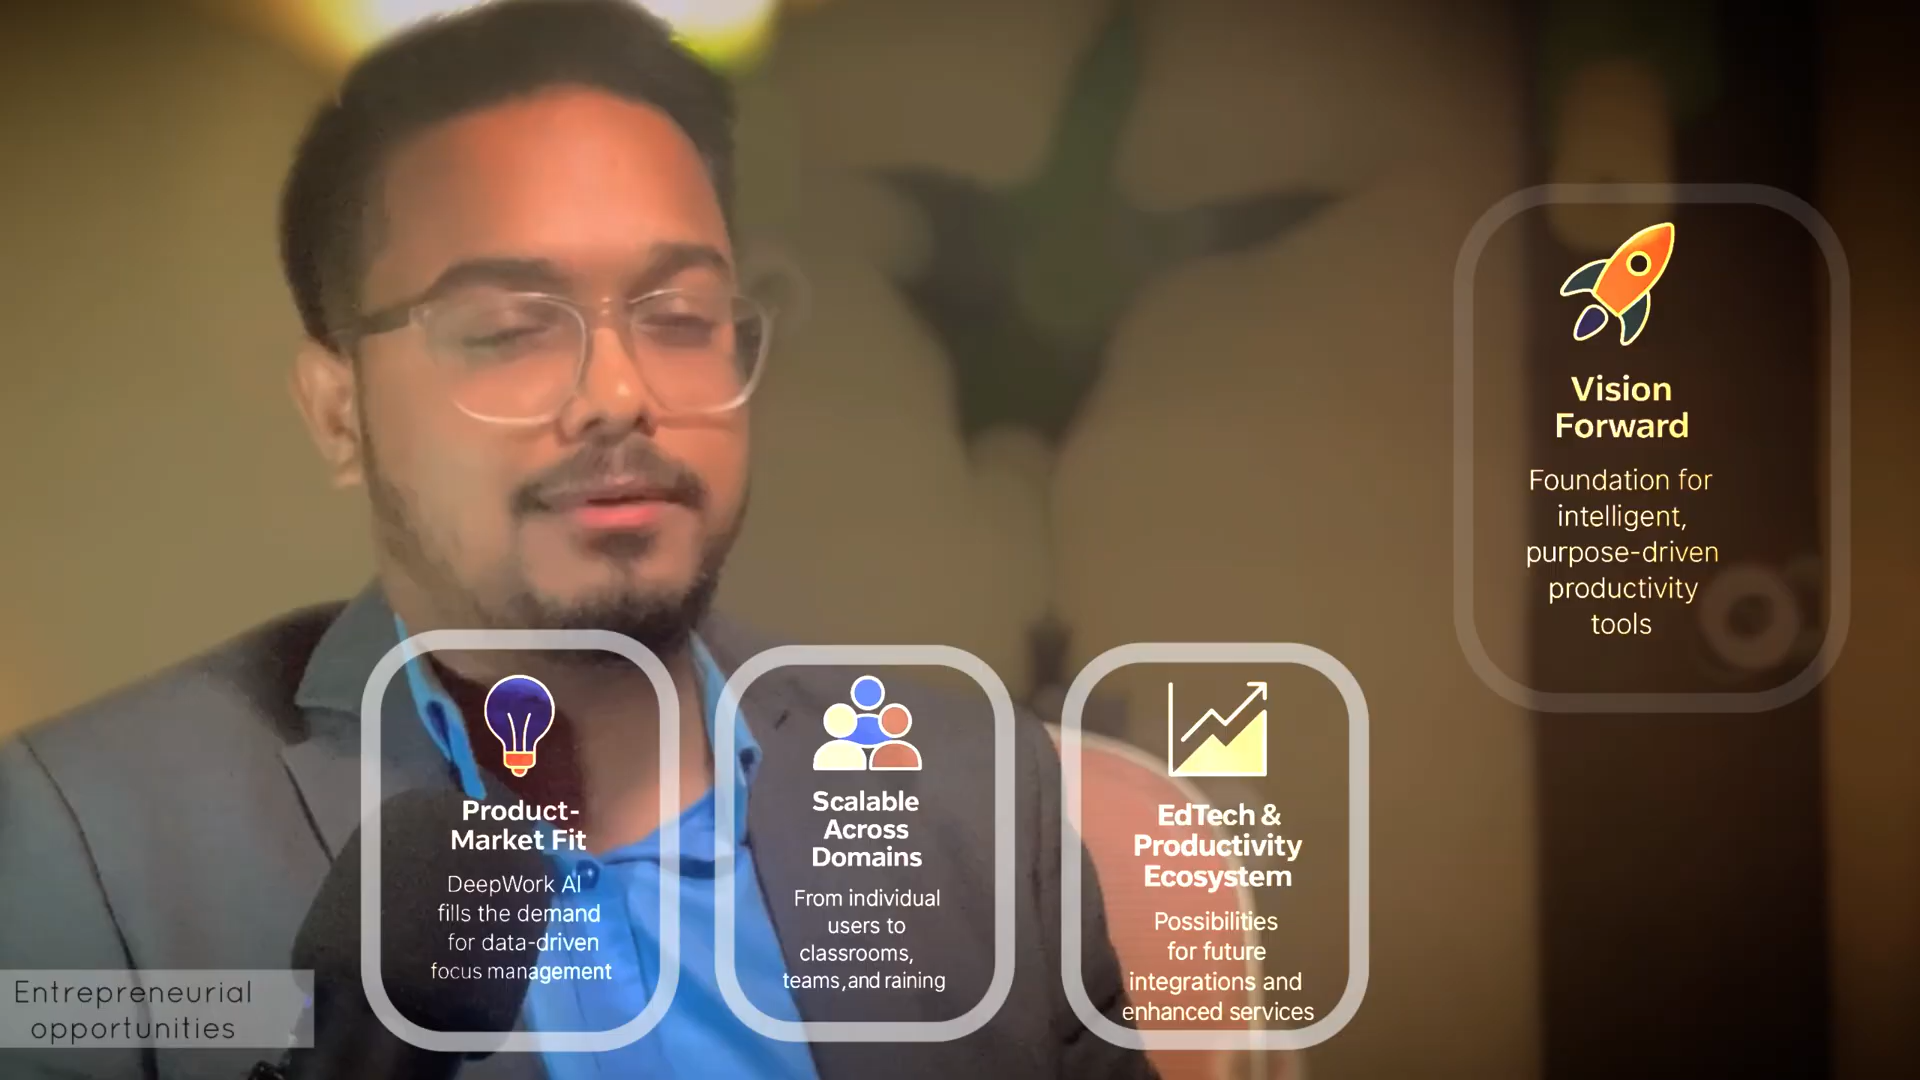 Vision
Forward
Foundation for
intelligent,
purpose-driven
productivity
tools
Product-
Market Fit
DeepWork AI
fills the demand
for data-driven
focus management
Scalable
Across
Domains
From individual
users to
classrooms,
teams,and raining
EdTech &
Productivity
Ecosystem
Possibilities
for future
integrations and
enhanced services
Entrepreneurial
opportunities